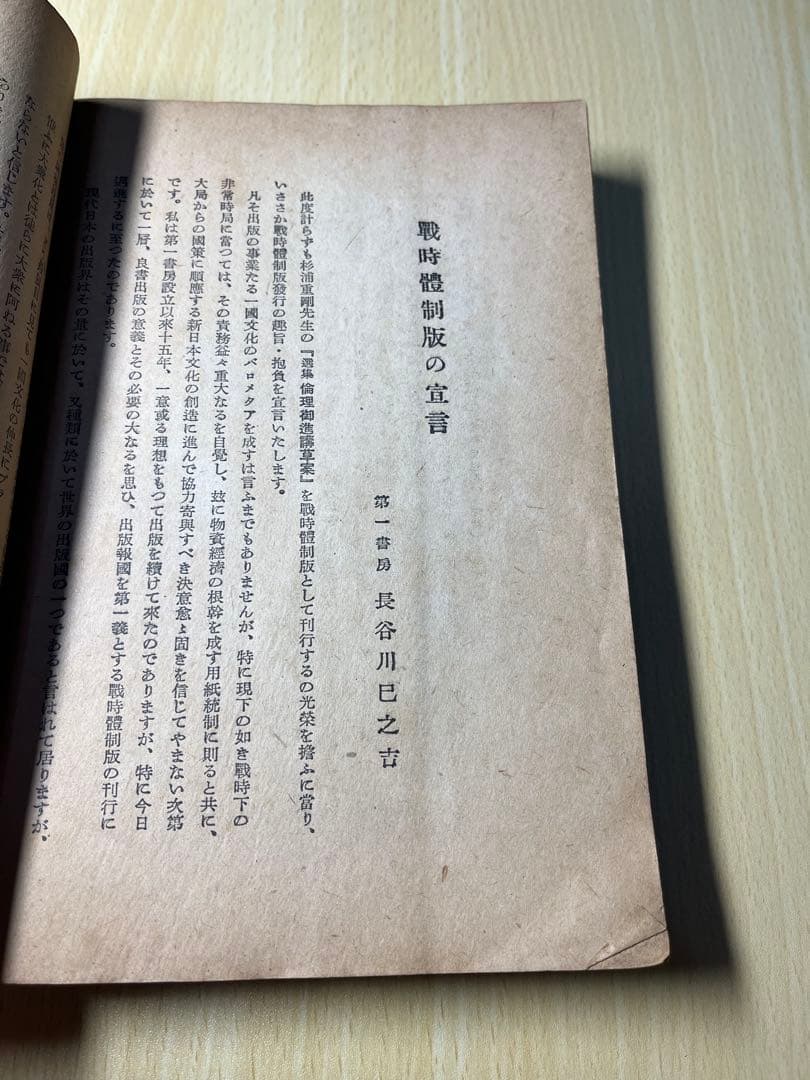 戰時體制版の宣言
第一書房 長谷川巳之吉
此度計らずも杉浦重剛先生の『選集倫理御進講草案』を戰時體制版として刊行するの光榮を擔ふに當り、
いささか戰時體制版發行の趣旨・抱負を宣言いたします。
凡そ出版の事業たる一國文化のバロメタアを成すは言ふまでもありませんが、特に現下の如き戰時下の
非常時局に當つては、その責務益々重大なるを自覺し、玆に物資經濟の根幹を成す用紙統制に則ると共に、
大局からの國策に順應する新日本文化の創造に進んで協力寄與すべき決意愈〻固きを信じてやまない次第
です。私は第一書房設立以來十五年、一意或る理想をもつて出版を續けて來たのでありますが、特に今日
に於いて一層、良書出版の意義とその必要の大なるを思ひ、出版報國を第一義とする戰時體制版の刊行に
邁進するに至つたのであります。
現代日本の出版界はその量に於いて、又種類に於いて世界の出版國の一つであると言はれて居りますが、
ならないと信じます。